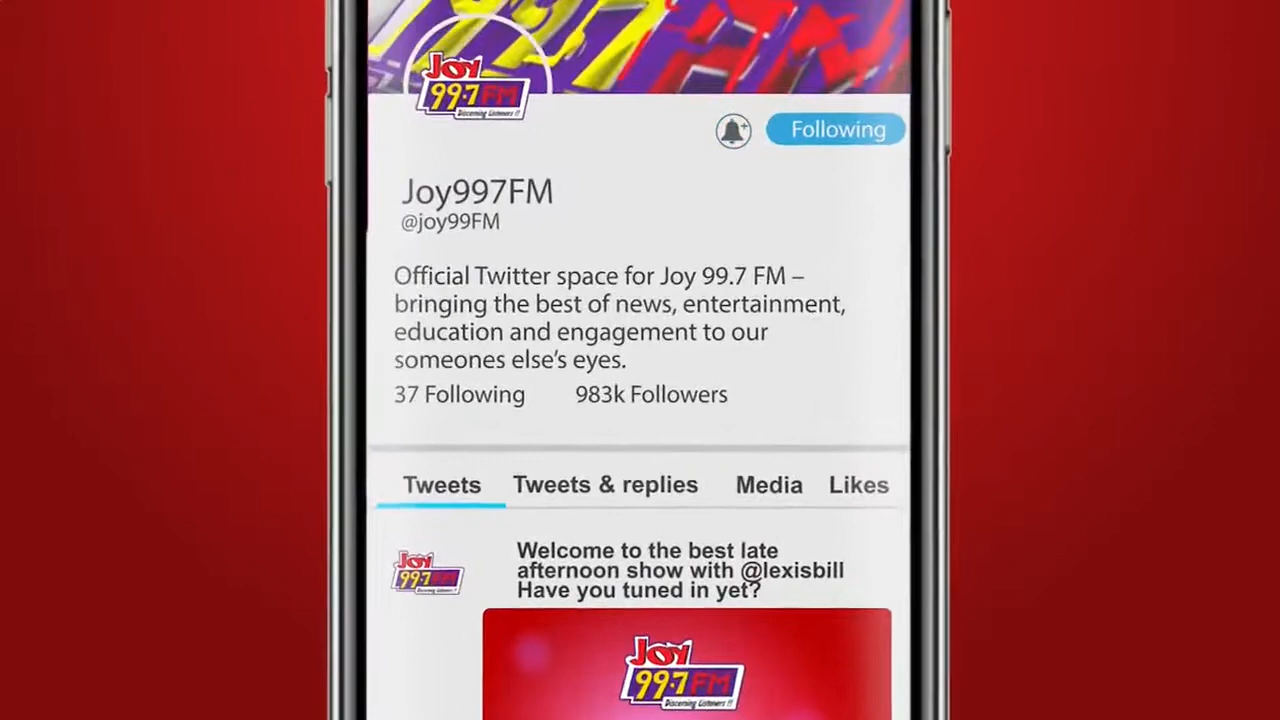 Joy
99.7 FM
Discerning Listeners !!
Following
Joy997FM
@joy99FM
Official Twitter space for Joy 99.7 FM –
bringing the best of news, entertainment,
education and engagement to our
someones else's eyes.
37 Following 983k Followers
Tweets Tweets & replies Media Likes
Joy
99.7 FM
Welcome to the best late
afternoon show with @lexisbill
Have you tuned in yet?
Joy
99.7 FM
Discerning Listeners !!